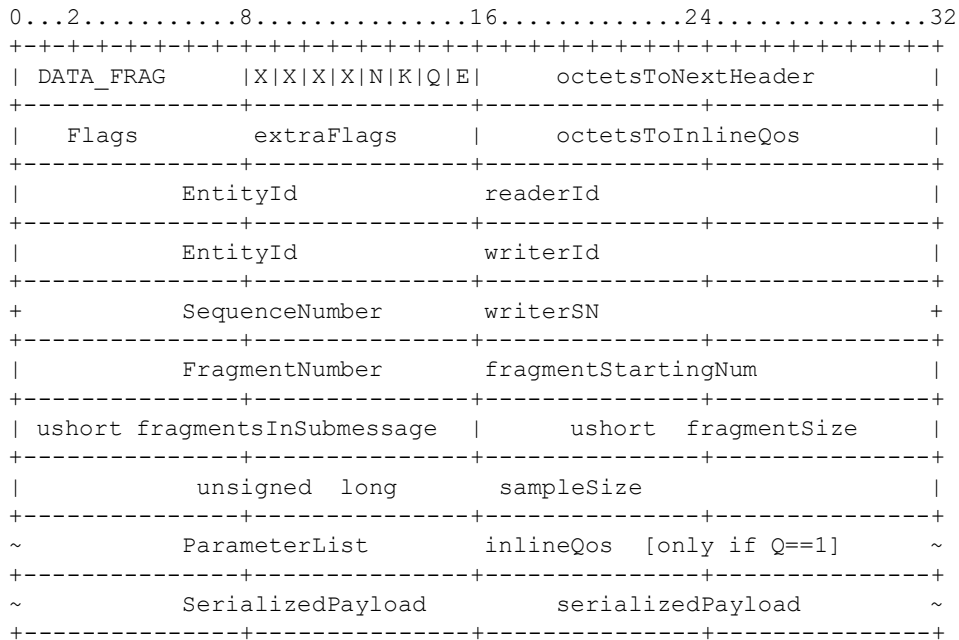 0...2...........8...............16.............24...............32
+-+-+-+-+-+-+-+-+-+-+-+-+-+-+-+-+-+-+-+-+-+-+-+-+-+-+-+-+-+-+-+-+
| DATA_FRAG     |X|X|X|X|N|K|Q|E|     octetsToNextHeader        |
+---------------+---------------+---------------+---------------+
|   Flags          extraFlags     |     octetsToInlineQos         |
+---------------+---------------+---------------+---------------+
|           EntityId             readerId                       |
+---------------+---------------+---------------+---------------+
|           EntityId             writerId                       |
+---------------+---------------+---------------+---------------+
+           SequenceNumber       writerSN                       +
+---------------+---------------+---------------+---------------+
|           FragmentNumber       fragmentStartingNum            |
+---------------+---------------+---------------+---------------+
| ushort fragmentsInSubmessage  |      ushort  fragmentSize     |
+---------------+---------------+---------------+---------------+
|            unsigned  long       sampleSize                    |
+---------------+---------------+---------------+---------------+
~           ParameterList        inlineQos  [only if Q==1]      ~
+---------------+---------------+---------------+---------------+
~           SerializedPayload         serializedPayload         ~
+---------------+---------------+---------------+---------------+